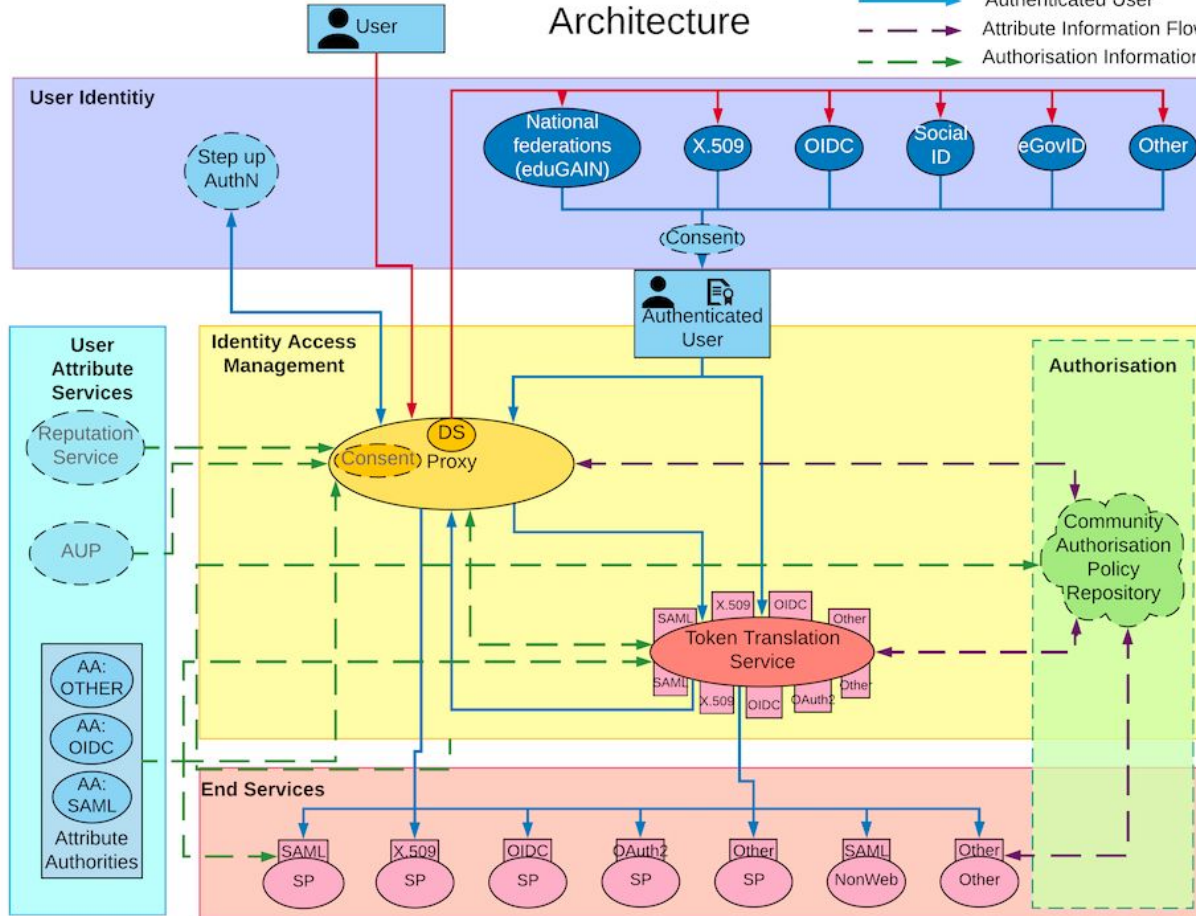 Architecture
Authenticated User
Attribute Information Flow
Authorisation Information
User
User Identitiy
Step up
AuthN
National
federations
(eduGAIN)
X.509
OIDC
Social
ID
eGovID
Other
Consent
Authenticated
User
User
Attribute
Services
Reputation
Service
AUP
AA:
OTHER
AA:
OIDC
AA:
SAML
Attribute
Authorities
Identity Access
Management
DS
Consent
Proxy
Authorisation
Community
Authorisation
Policy
Repository
SAML
X.509
OIDC
Other
Token Translation
Service
SAML
X.509
OIDC
OAuth2
Other
End Services
SAML
SP
X.509
SP
OIDC
SP
OAuth2
SP
Other
SP
SAML
NonWeb
Other
Other